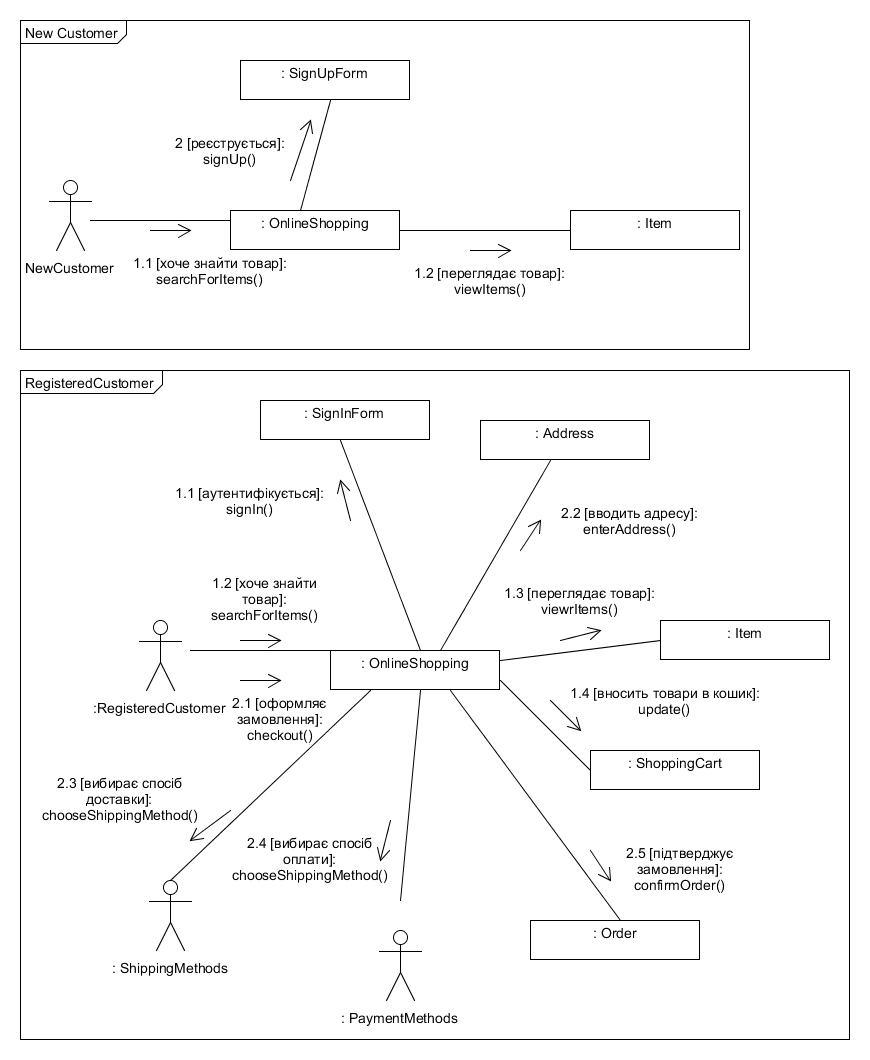 New Customer
: SignUpForm
2 [реєструється]:
signUp()
: OnlineShopping
: Item
NewCustomer
1.1 [хоче знайти товар]:
searchForItems()
1.2 [переглядає товар]:
viewItems()
RegisteredCustomer
: SignInForm
: Address
1.1 [аутентифікується]:
signIn()
2.2 [вводить адресу]:
enterAddress()
1.2 [хоче знайти
товар]:
searchForItems()
1.3 [переглядає товар]:
viewrItems()
: Item
: OnlineShopping
:RegisteredCustomer
2.1 [оформляє
замовлення]:
checkout()
1.4 [вносить товари в кошик]:
update()
: ShoppingCart
2.3 [вибирає спосіб
доставки]:
chooseShippingMethod()
2.4 [вибирає спосіб
оплати]:
chooseShippingMethod()
2.5 [підтверджує
замовлення]:
confirmOrder()
: Order
: ShippingMethods
: PaymentMethods